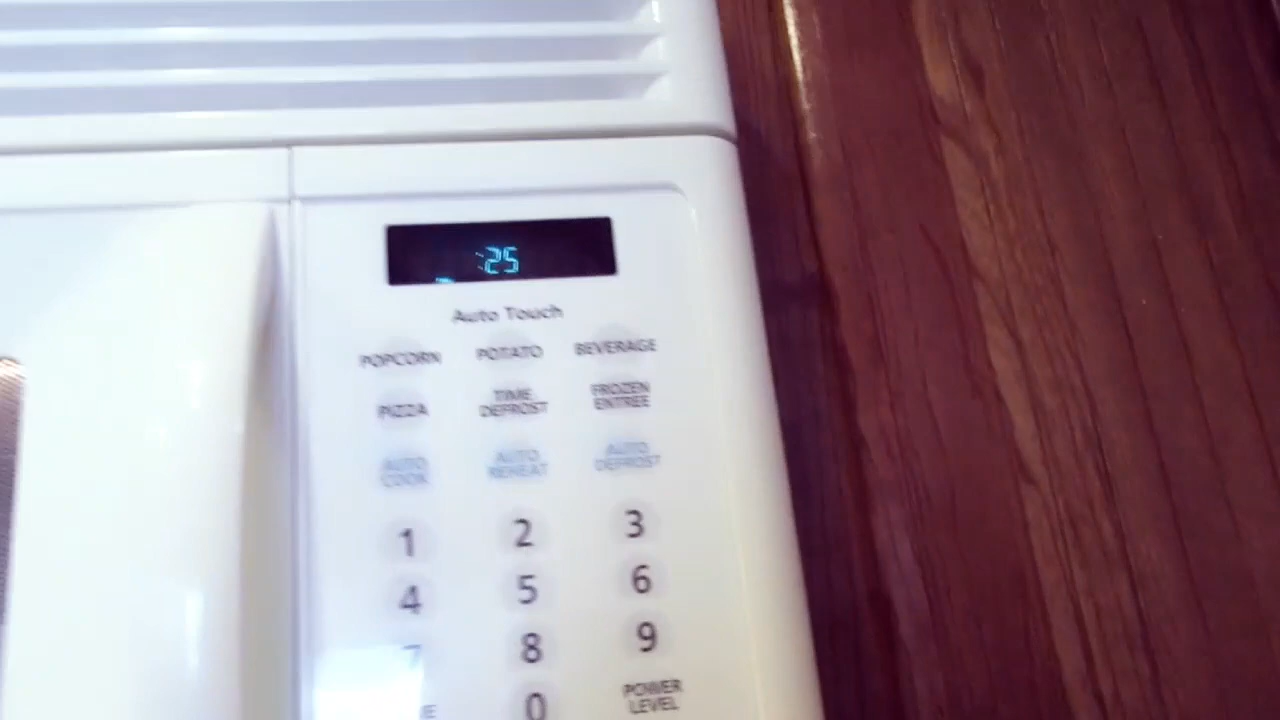 :25
Auto Touch
POPCORN POTATO BEVERAGE
PIZZA TIME DEFROST FROZEN ENTREE
AUTO COOK AUTO REHEAT AUTO DEFROST
1 2 3
4 5 6
7 8 9
0 POWER LEVEL